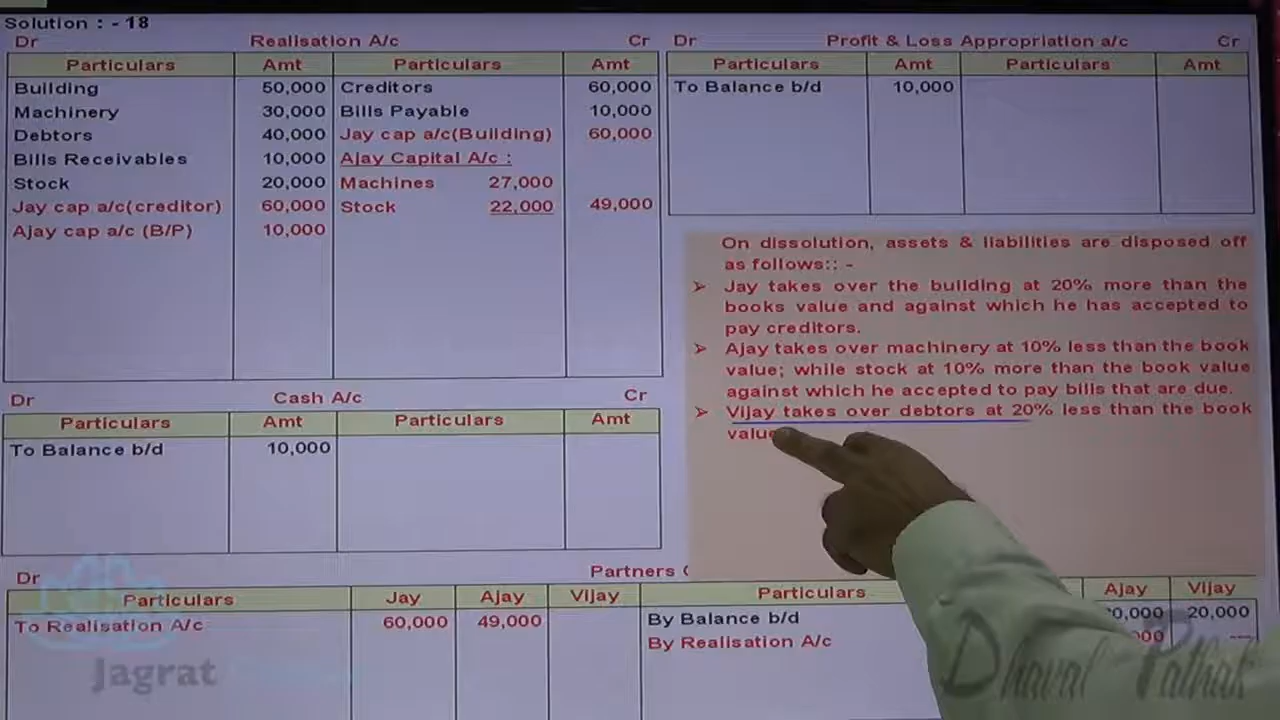 Solution : - 18
Dr Realisation A/c Cr
Particulars Amt Particulars Amt
Building 50,000 Creditors 60,000
Machinery 30,000 Bills Payable 10,000
Debtors 40,000 Jay cap a/c(Building) 60,000
Bills Receivables 10,000 Ajay Capital A/c :
Stock 20,000 Machines 27,000
Jay cap a/c(creditor) 60,000 Stock 22,000 49,000
Ajay cap a/c (B/P) 10,000
Dr Profit & Loss Appropriation a/c Cr
Particulars Amt Particulars Amt
To Balance b/d 10,000
On dissolution, assets & liabilities are disposed off
as follows:: -
➢ Jay takes over the building at 20% more than the
books value and against which he has accepted to
pay creditors.
➢ Ajay takes over machinery at 10% less than the book
value; while stock at 10% more than the book value
against which he accepted to pay bills that are due.
➢ Vijay takes over debtors at 20% less than the book
value
Dr Cash A/c Cr
Particulars Amt Particulars Amt
To Balance b/d 10,000
Dr Partners
Particulars Jay Ajay Vijay Particulars Ajay Vijay
To Realisation A/c 60,000 49,000 By Balance b/d 20,000
By Realisation A/c ---
Jagrat
Dhaval Pathak